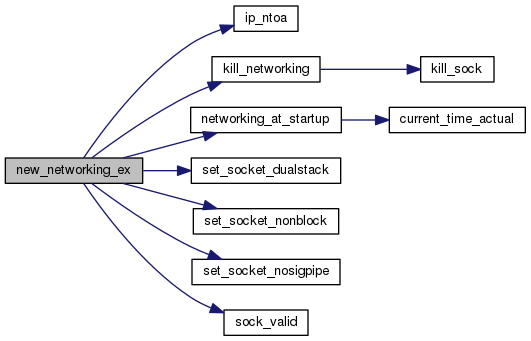 ip_ntoa
kill_networking
kill_sock
networking_at_startup
current_time_actual
new_networking_ex
set_socket_dualstack
set_socket_nonblock
set_socket_nosigpipe
sock_valid